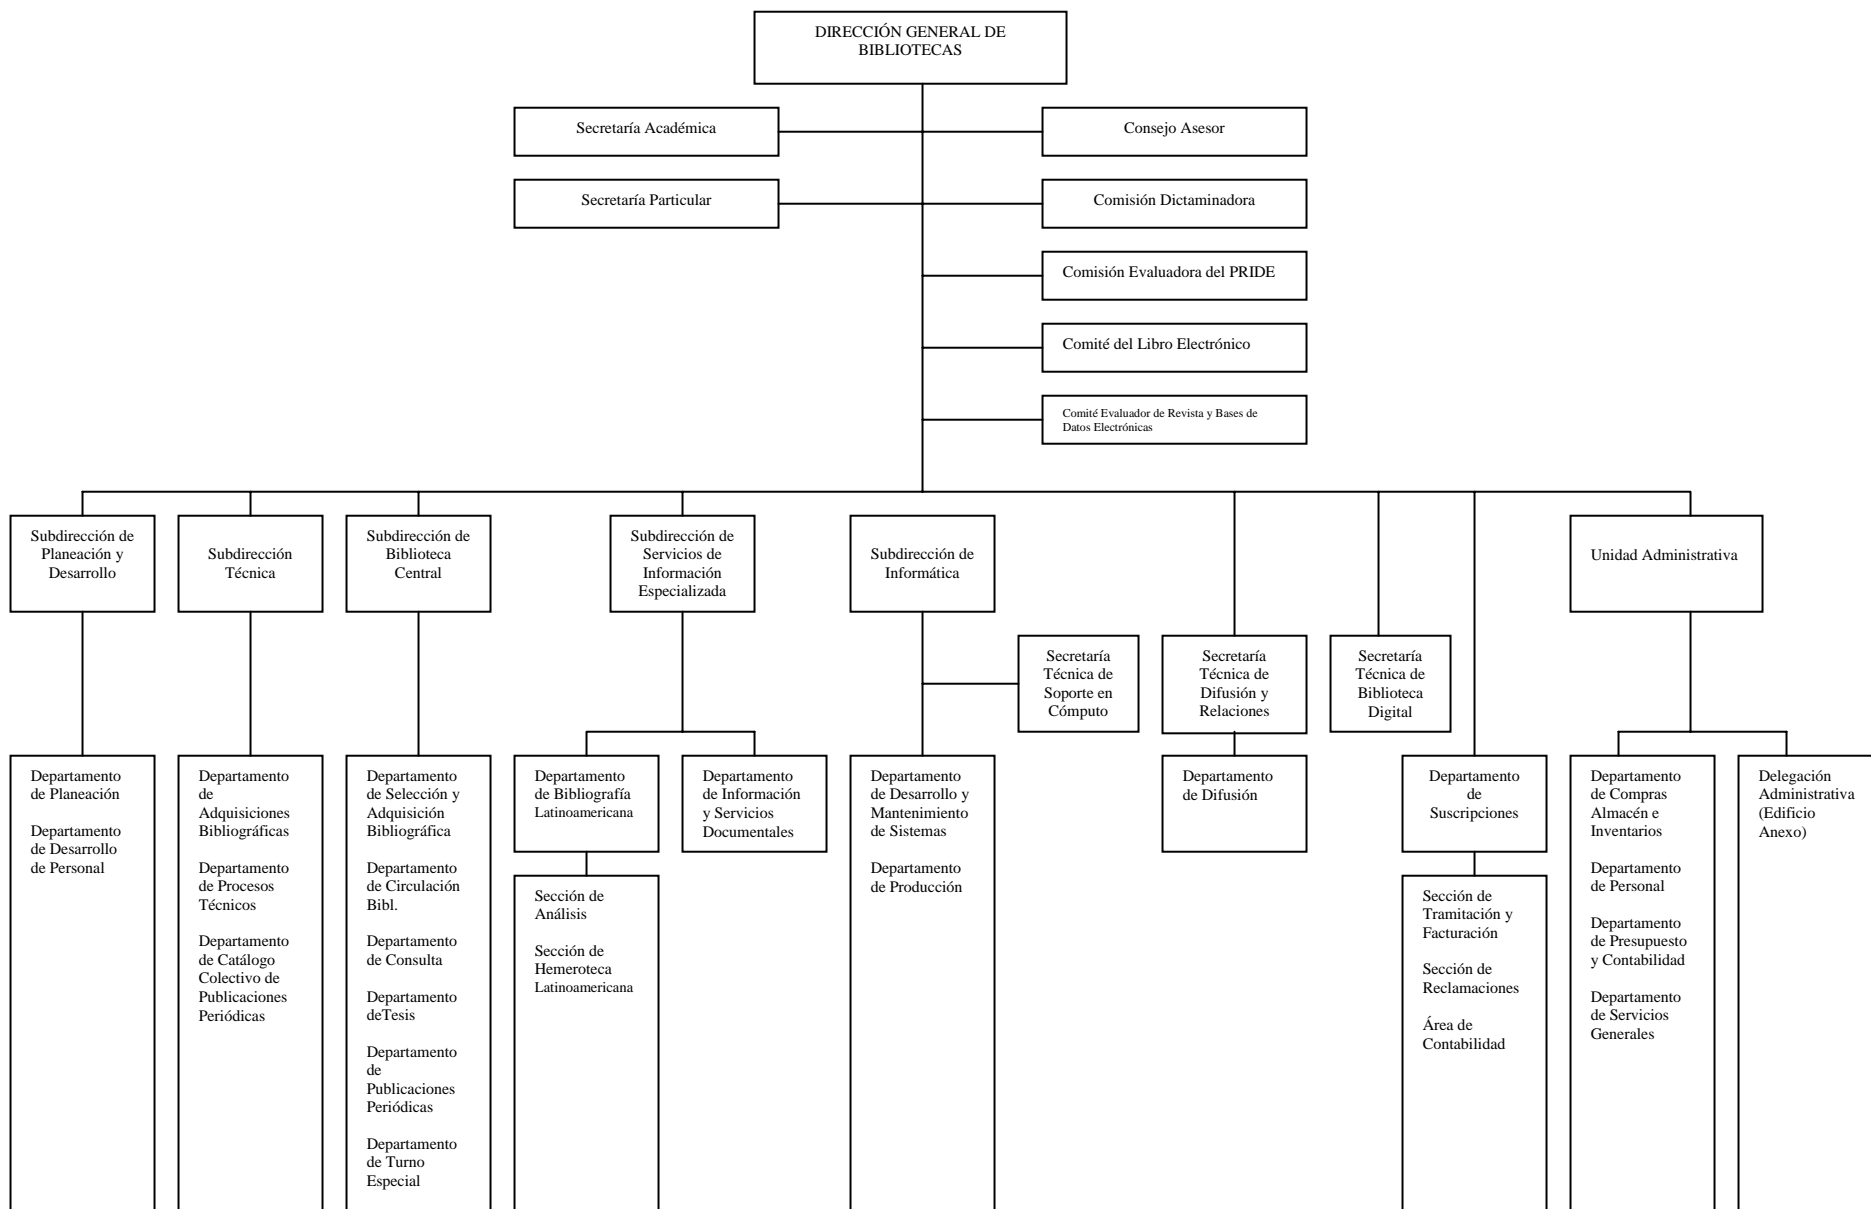 DIRECCIÓN GENERAL DE
BIBLIOTECAS
Secretaría Académica
Consejo Asesor
Secretaría Particular
Comisión Dictaminadora
Comisión Evaluadora del PRIDE
Comité del Libro Electrónico
Comité Evaluador de Revista y Bases de
Datos Electrónicas
Subdirección de
Planeación y
Desarrollo
Subdirección
Técnica
Subdirección de
Biblioteca
Central
Subdirección de
Servicios de
Información
Especializada
Subdirección de
Informática
Unidad Administrativa
Secretaría
Técnica de
Soporte en
Cómputo
Secretaría
Técnica de
Difusión y
Relaciones
Secretaría
Técnica de
Biblioteca
Digital
Departamento
de Planeación
Departamento
de Desarrollo
de Personal
Departamento
de
Adquisiciones
Bibliográficas
Departamento
de Procesos
Técnicos
Departamento
de Catálogo
Colectivo de
Publicaciones
Periódicas
Departamento
de Selección y
Adquisición
Bibliográfica
Departamento
de Circulación
Bibl.
Departamento
de Consulta
Departamento
deTesis
Departamento
de
Publicaciones
Periódicas
Departamento
de Turno
Especial
Departamento
de Bibliografía
Latinoamericana
Sección de
Análisis
Sección de
Hemeroteca
Latinoamericana
Departamento
de Información
y Servicios
Documentales
Departamento
de Desarrollo y
Mantenimiento
de Sistemas
Departamento
de Producción
Departamento
de Difusión
Departamento
de
Suscripciones
Sección de
Tramitación y
Facturación
Sección de
Reclamaciones
Área de
Contabilidad
Departamento
de Compras
Almacén e
Inventarios
Departamento
de Personal
Departamento
de Presupuesto
y Contabilidad
Departamento
de Servicios
Generales
Delegación
Administrativa
(Edificio
Anexo)